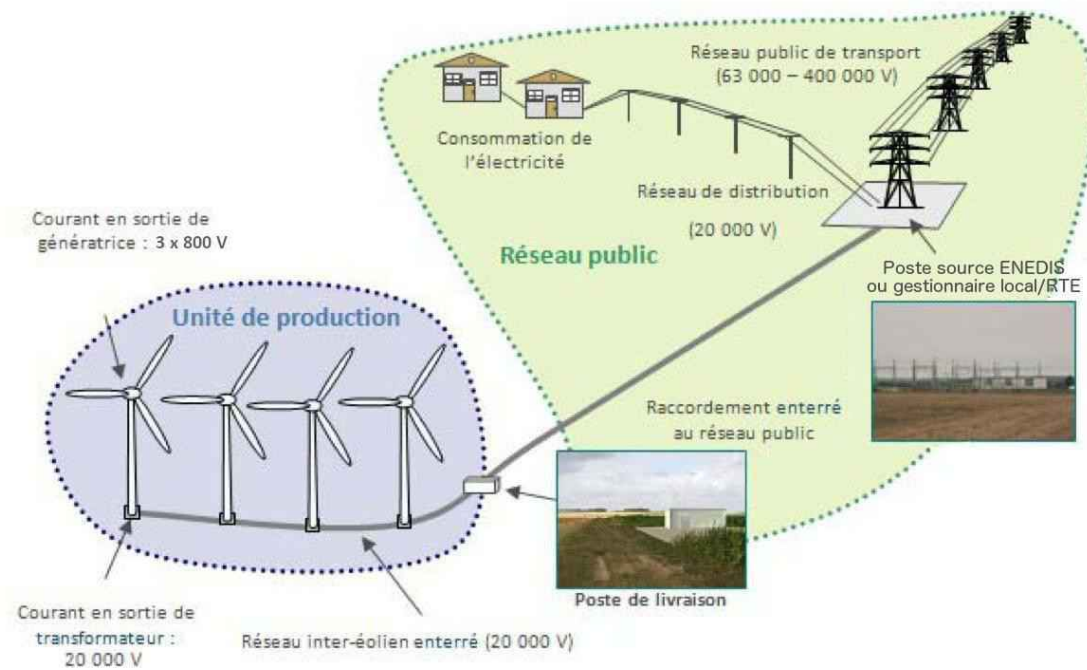 Réseau public de transport
(63 000 – 400 000 V)
Consommation de
l'électricité
Réseau de distribution
(20 000 V)
Courant en sortie de
génératrice : 3 x 800 V
Réseau public
Poste source ENEDIS
ou gestionnaire local/RTE
Unité de production
Raccordement enterré
au réseau public
Poste de livraison
Courant en sortie de
transformateur :
20 000 V
Réseau inter-éolien enterré (20 000 V)